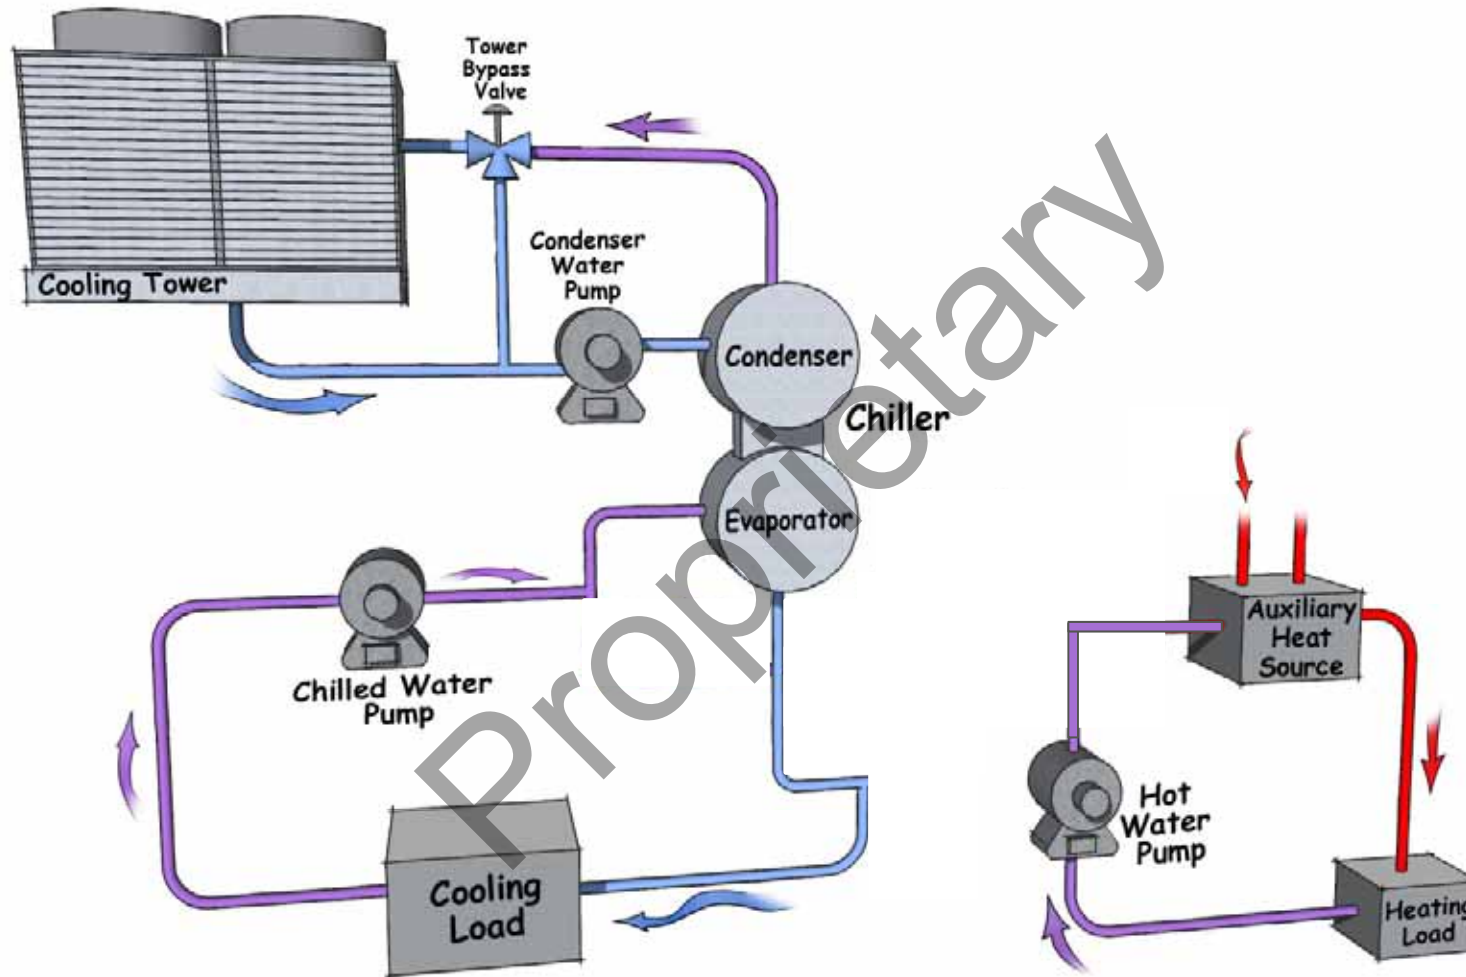 Tower
Bypass
Valve
Condenser
Water
Pump
Cooling Tower
Condenser
Chiller
Evaporator
Chilled Water
Pump
Cooling
Load
Auxiliary
Heat
Source
Hot
Water
Pump
Heating
Load
Proprietary